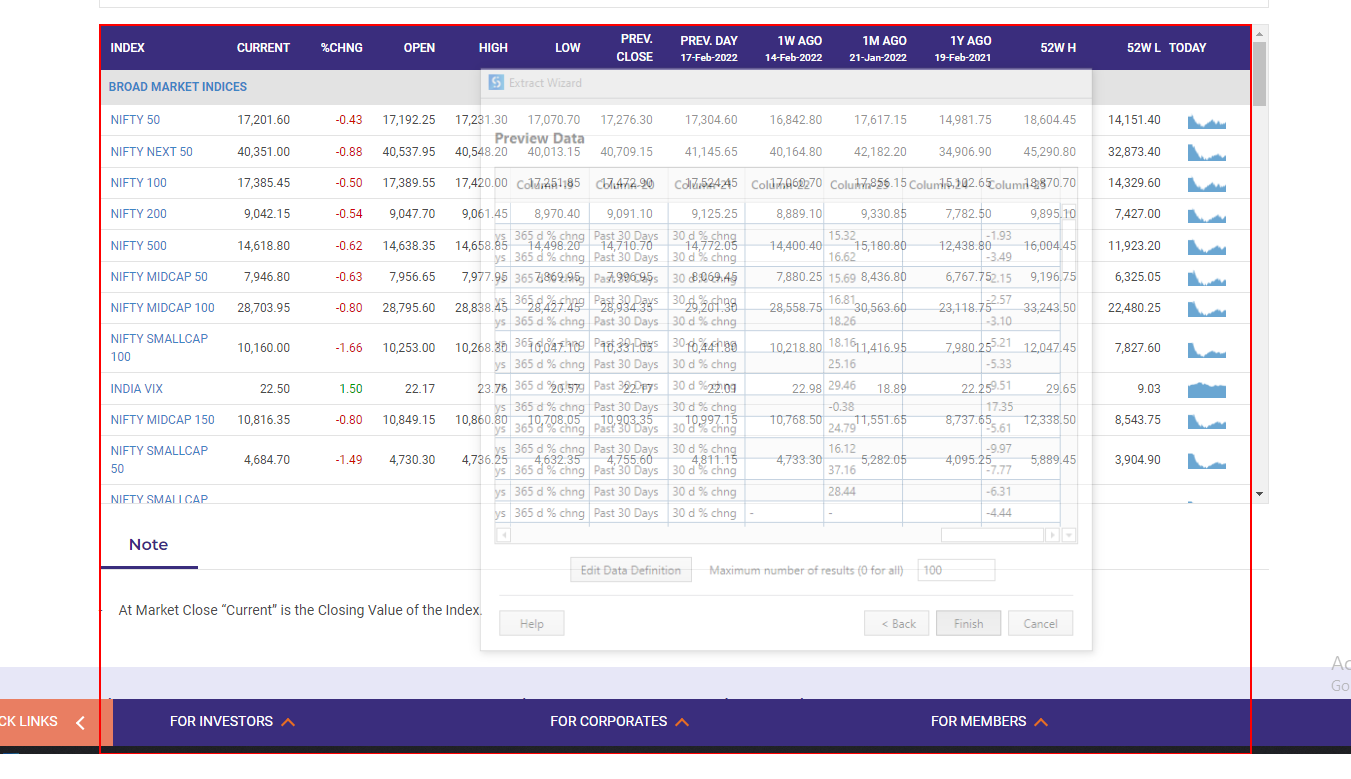 INDEX CURRENT %CHNG OPEN HIGH LOW PREV. CLOSE PREV. DAY 17-Feb-2022 1W AGO 14-Feb-2022 1M AGO 21-Jan-2022 1Y AGO 19-Feb-2021 52W H 52W L TODAY
BROAD MARKET INDICES
NIFTY 50 17,201.60 -0.43 17,192.25 17,231.30 17,070.70 17,276.30 17,304.60 16,842.80 17,617.15 14,981.75 18,604.45 14,151.40
NIFTY NEXT 50 40,351.00 -0.88 40,537.95 40,548.20 40,013.15 40,709.15 41,145.65 40,164.80 42,182.20 34,906.90 45,290.80 32,873.40
NIFTY 100 17,385.45 -0.50 17,389.55 17,420.00 17,251.85 17,472.90 17,524.45 17,060.70 17,856.15 15,102.65 18,870.70 14,329.60
NIFTY 200 9,042.15 -0.54 9,047.70 9,061.45 8,970.40 9,091.10 9,125.25 8,889.10 9,330.85 7,782.50 9,895.10 7,427.00
NIFTY 500 14,618.80 -0.62 14,638.35 14,658.85 14,498.20 14,710.70 14,772.05 14,400.40 15,180.80 12,438.80 16,004.45 11,923.20
NIFTY MIDCAP 50 7,946.80 -0.63 7,956.65 7,977.95 7,869.95 7,996.95 8,069.45 7,880.25 8,436.80 6,767.75 9,196.75 6,325.05
NIFTY MIDCAP 100 28,703.95 -0.80 28,795.60 28,838.45 28,427.45 28,934.35 29,201.30 28,558.75 30,563.60 23,118.75 33,243.50 22,480.25
NIFTY SMALLCAP 100 10,160.00 -1.66 10,253.00 10,268.30 10,047.10 10,331.05 10,441.80 10,218.80 11,416.95 7,980.25 12,047.45 7,827.60
INDIA VIX 22.50 1.50 22.17 23.76 20.57 22.17 22.01 22.98 18.89 22.25 29.65 9.03
NIFTY MIDCAP 150 10,816.35 -0.80 10,849.15 10,860.80 10,708.05 10,903.35 10,997.15 10,768.50 11,551.65 8,737.65 12,338.50 8,543.75
NIFTY SMALLCAP 50 4,684.70 -1.49 4,730.30 4,736.25 4,632.35 4,755.60 4,811.15 4,733.30 5,282.05 4,095.25 5,889.45 3,904.90
NIFTY SMALLCAP
Extract Wizard
Preview Data
Column-19 Column-20 Column-21 Column-22 Column-23 Column-24 Column-25
ys 365 d % chng Past 30 Days 30 d % chng 15.32 -1.93
ys 365 d % chng Past 30 Days 30 d % chng 16.62 -3.49
ys 365 d % chng Past 30 Days 30 d % chng 15.69 -2.15
ys 365 d % chng Past 30 Days 30 d % chng 16.81 -2.57
ys 365 d % chng Past 30 Days 30 d % chng 18.26 -3.10
ys 365 d % chng Past 30 Days 30 d % chng 18.16 -5.21
ys 365 d % chng Past 30 Days 30 d % chng 25.16 -5.33
ys 365 d % chng Past 30 Days 30 d % chng 29.46 -9.51
ys 365 d % chng Past 30 Days 30 d % chng -0.38 17.35
ys 365 d % chng Past 30 Days 30 d % chng 24.79 -5.61
ys 365 d % chng Past 30 Days 30 d % chng 16.12 -9.97
ys 365 d % chng Past 30 Days 30 d % chng 37.16 -7.77
ys 365 d % chng Past 30 Days 30 d % chng 28.44 -6.31
ys 365 d % chng Past 30 Days 30 d % chng - - -4.44
Edit Data Definition Maximum number of results (0 for all) 100
Help < Back Finish Cancel
Note
- At Market Close “Current” is the Closing Value of the Index.
Ac
Go
CK LINKS FOR INVESTORS FOR CORPORATES FOR MEMBERS